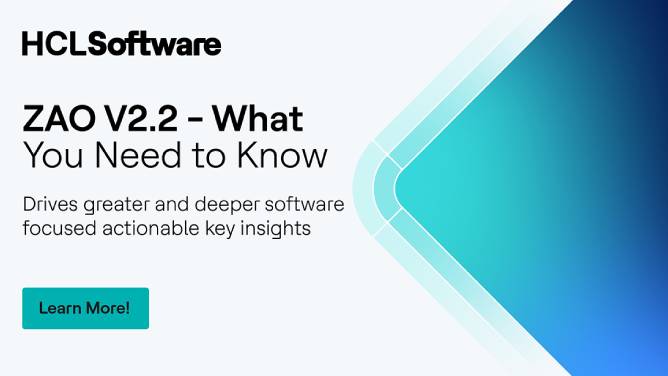 HCLSoftware
ZAO V2.2 - What
You Need to Know
Drives greater and deeper software
focused actionable key insights
Learn More!